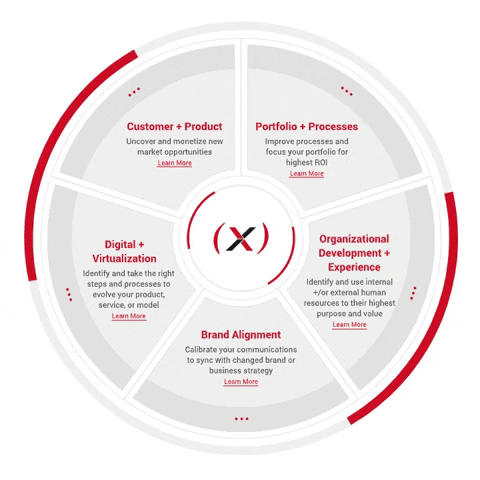 Customer + Product
Uncover and monetize new
market opportunities
Learn More
Portfolio + Processes
Improve processes and
focus your portfolio for
highest ROI
Learn More
Digital +
Virtualization
Identify and take the right
steps and processes to
evolve your product,
service, or model
Learn More
(X)
Organizational
Development +
Experience
Identify and use internal
+/or external human
resources to their highest
purpose and value
Learn More
Brand Alignment
Calibrate your communications
to sync with changed brand or
business strategy
Learn More